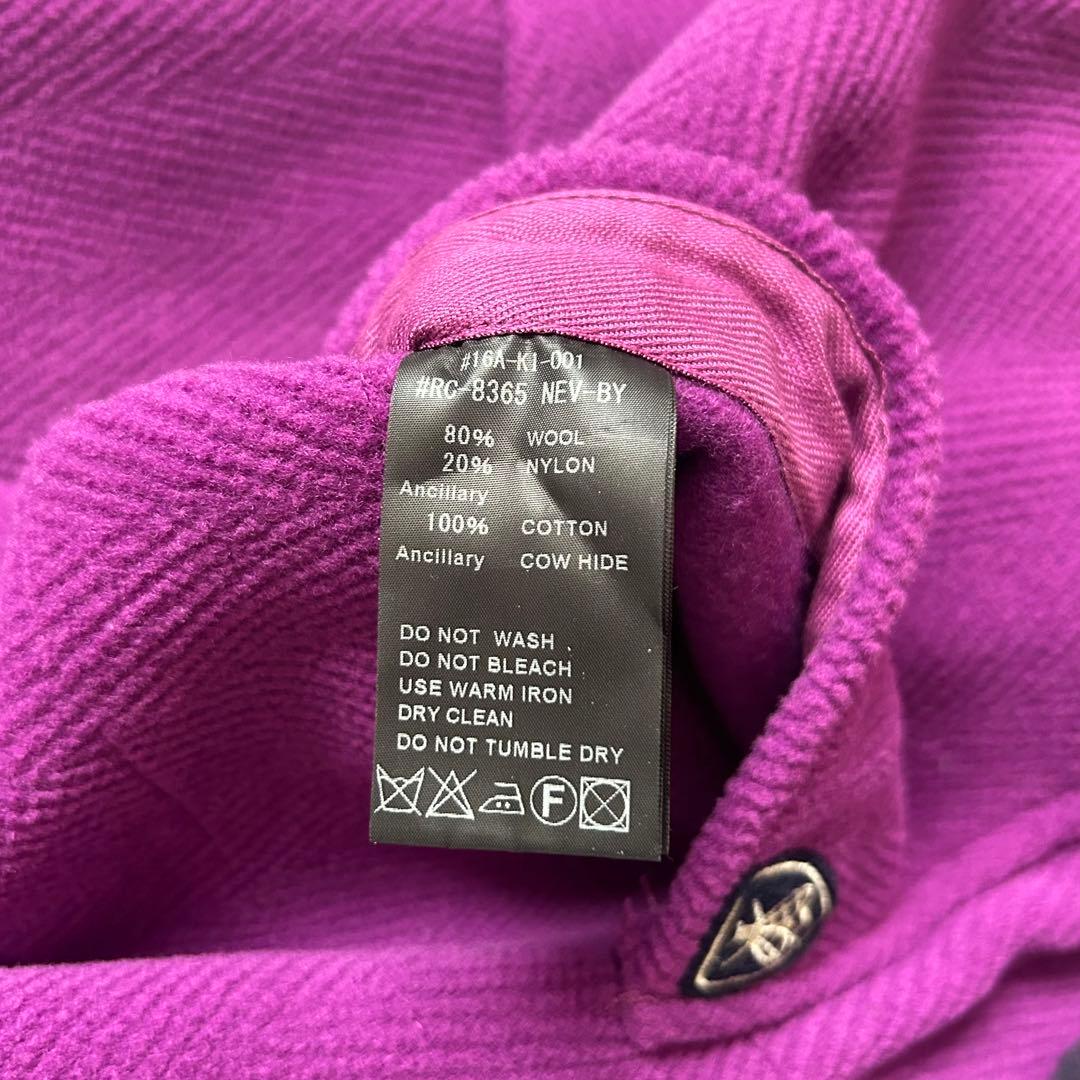 #16A-KI-001
#RC-8365 NEV-BY
80% WOOL
20% NYLON
Ancillary
100% COTTON
Ancillary COW HIDE
DO NOT WASH
DO NOT BLEACH
USE WARM IRON
DRY CLEAN
DO NOT TUMBLE DRY
F